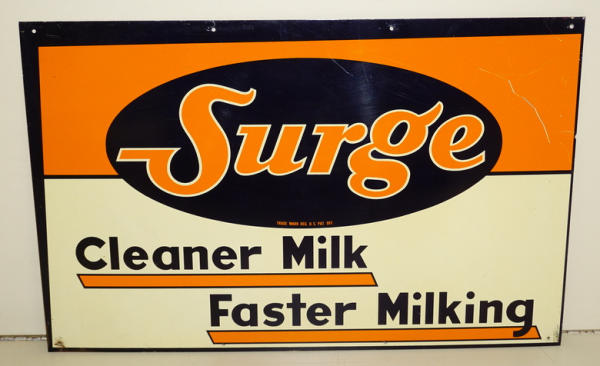 Surge
TRADE MARK REG. U.S. PAT. OFF.
Cleaner Milk
Faster Milking